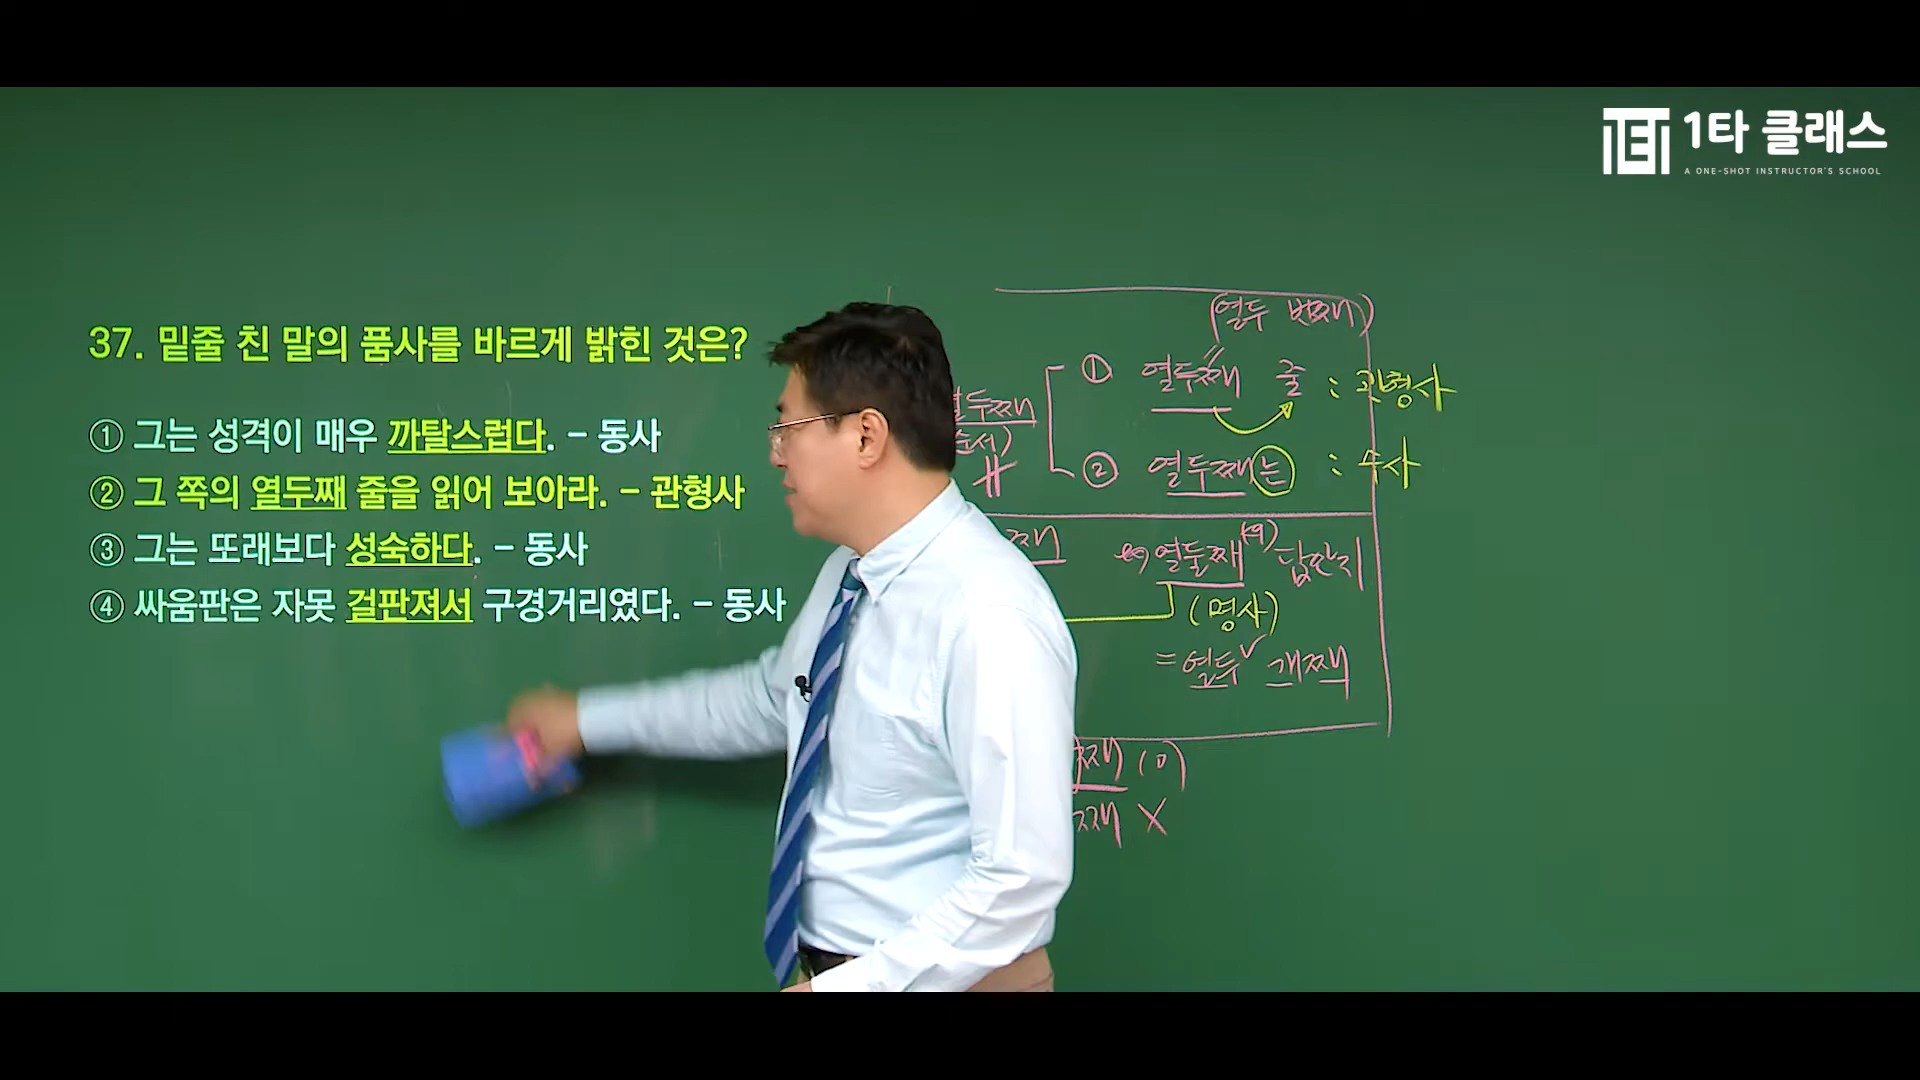 1타 클래스
A ONE-SHOT INSTRUCTOR'S SCHOOL
37. 밑줄 친 말의 품사를 바르게 밝힌 것은?
① 그는 성격이 매우 까탈스럽다. – 동사
② 그 쪽의 열두째 줄을 읽어 보아라. – 관형사
③ 그는 또래보다 성숙하다. – 동사
④ 싸움판은 자못 걸판져서 구경거리였다. – 동사
(열두 번째)
① 열두째 줄 : 관형사
열두째
② 열두째는 : 수사
열둘째 답안지
(명사)
= 열두 개째
째 (o)
째 X